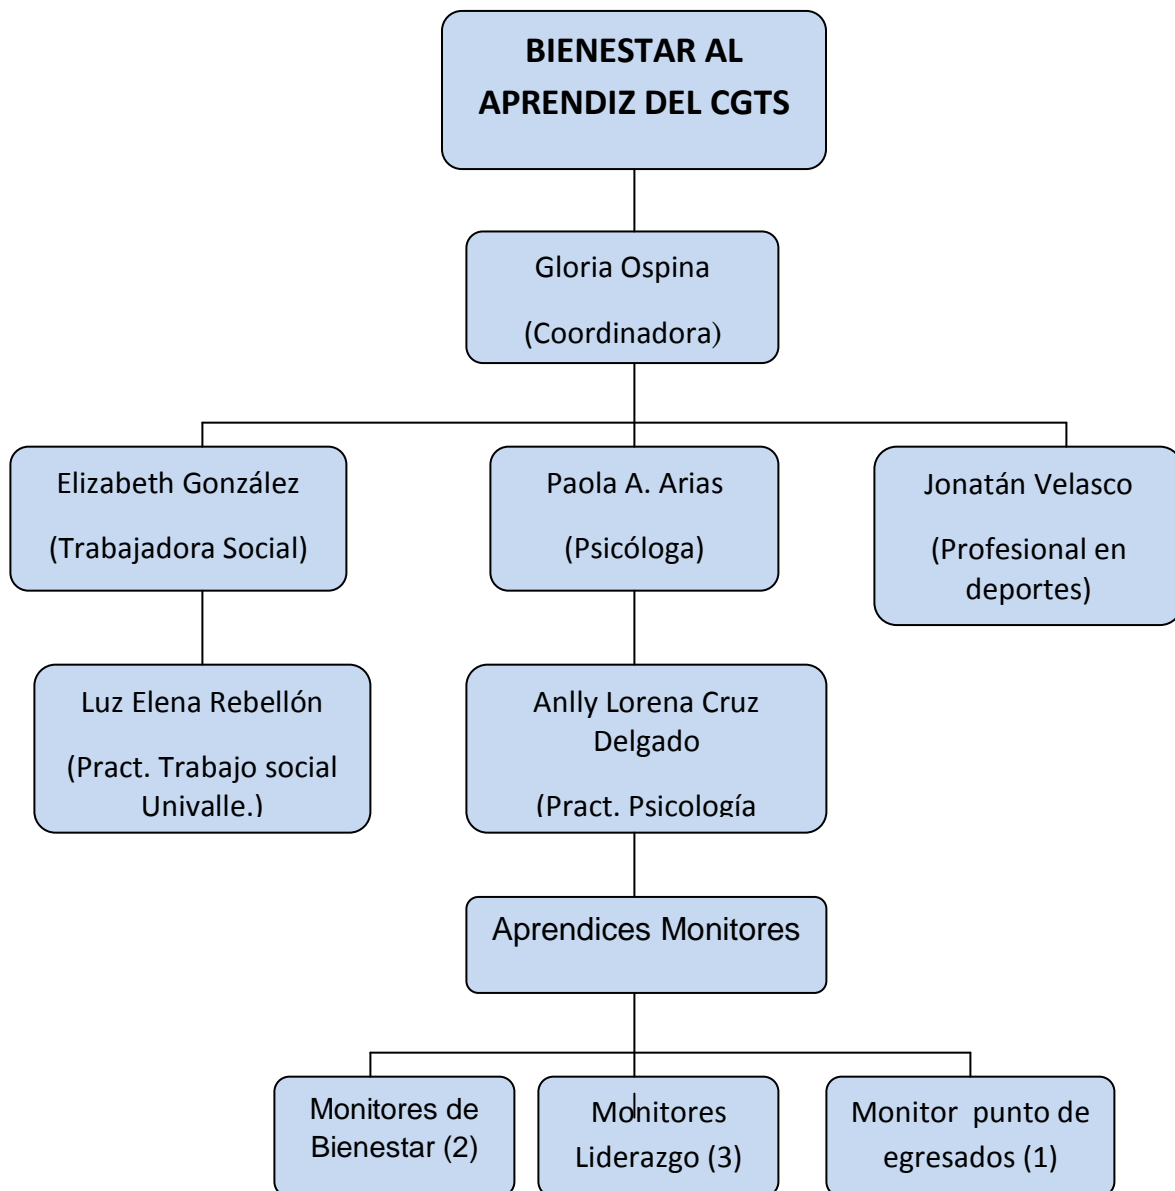 BIENESTAR AL
APRENDIZ DEL CGTS
Gloria Ospina
(Coordinadora)
Elizabeth González
(Trabajadora Social)
Paola A. Arias
(Psicóloga)
Jonatán Velasco
(Profesional en
deportes)
Luz Elena Rebellón
(Pract. Trabajo social
Univalle.)
Anlly Lorena Cruz
Delgado
(Pract. Psicología
Aprendices Monitores
Monitores de
Bienestar (2)
Monitores
Liderazgo (3)
Monitor  punto de
egresados (1)